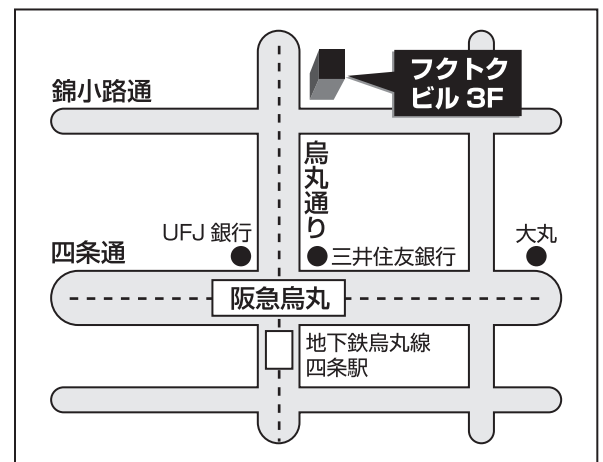 フクトク
ビル 3F
錦小路通
烏丸通り
UFJ 銀行
四条通
三井住友銀行
大丸
阪急烏丸
地下鉄烏丸線
四条駅